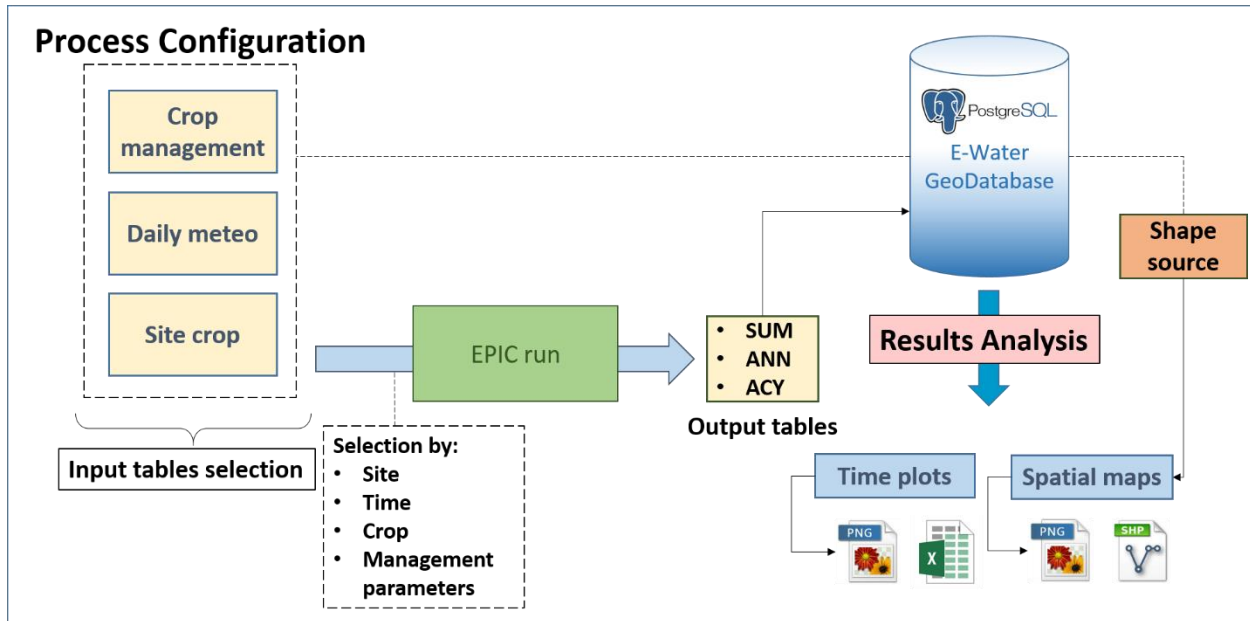 Process Configuration
Crop
management
Daily meteo
Site crop
Input tables selection
EPIC run
Selection by:
• Site
• Time
• Crop
• Management
parameters
• SUM
• ANN
• ACY
Output tables
PostgreSQL
E-Water
GeoDatabase
Shape
source
Results Analysis
Time plots
PNG
X
Spatial maps
PNG
SHP